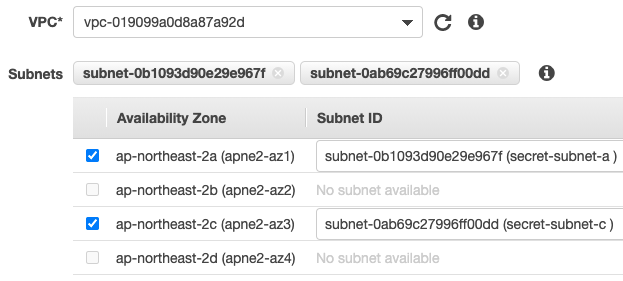 VPC* vpc-019099a0d8a87a92d
Subnets subnet-0b1093d90e29e967f subnet-0ab69c27996ff00dd
Availability Zone Subnet ID
ap-northeast-2a (apne2-az1) subnet-0b1093d90e29e967f (secret-subnet-a )
ap-northeast-2b (apne2-az2) No subnet available
ap-northeast-2c (apne2-az3) subnet-0ab69c27996ff00dd (secret-subnet-c )
ap-northeast-2d (apne2-az4) No subnet available